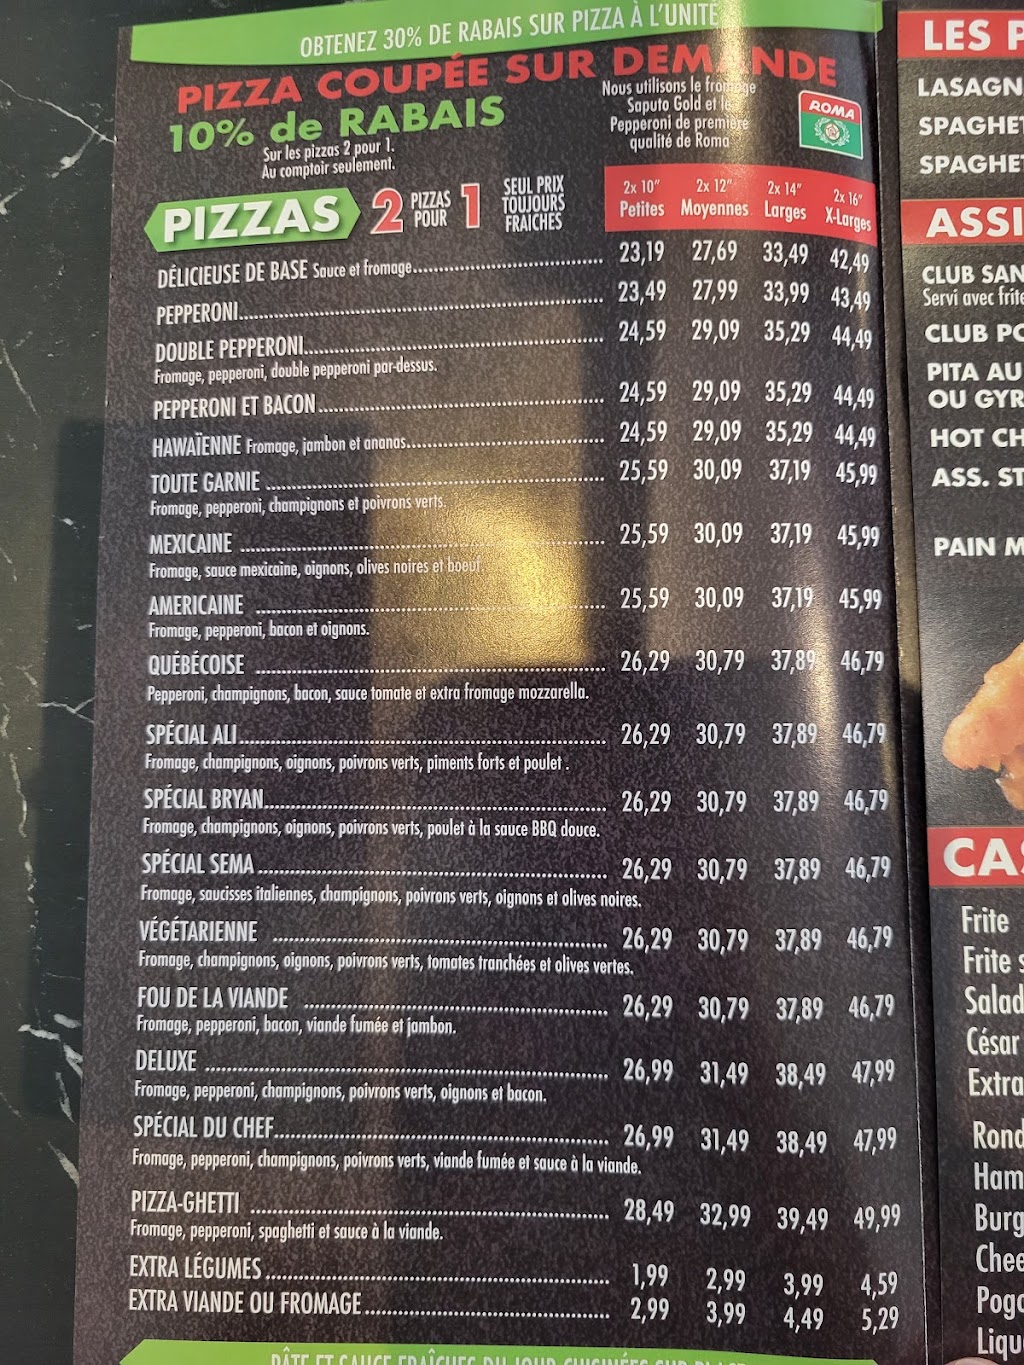 OBTENEZ 30% DE RABAIS SUR PIZZA À L'UNITÉ
PIZZA COUPÉE SUR DEMANDE
10% de RABAIS
Sur les pizzas 2 pour 1.
Au comptoir seulement.
Nous utilisons le fromage
Saputo Gold et le
Pepperoni de première
qualité de Roma
ROMA
PIZZAS 2 PIZZAS POUR 1
SEUL PRIX
TOUJOURS
FRAICHES
2x 10" 2x 12" 2x 14" 2x 16"
Petites Moyennes Larges X-Larges
DÉLICIEUSE DE BASE Sauce et fromage 23,19 27,69 33,49 42,49
PEPPERONI 23,49 27,99 33,99 43,49
DOUBLE PEPPERONI 24,59 29,09 35,29 44,49
Fromage, pepperoni, double pepperoni par-dessus.
PEPPERONI ET BACON 24,59 29,09 35,29 44,49
HAWAÏENNE Fromage, jambon et ananas 24,59 29,09 35,29 44,49
TOUTE GARNIE 25,59 30,09 37,19 45,99
Fromage, pepperoni, champignons et poivrons verts.
MEXICAINE 25,59 30,09 37,19 45,99
Fromage, sauce mexicaine, oignons, olives noires et boeuf.
AMERICAINE 25,59 30,09 37,19 45,99
Fromage, pepperoni, bacon et oignons.
QUÉBÉCOISE 26,29 30,79 37,89 46,79
Pepperoni, champignons, bacon, sauce tomate et extra fromage mozzarella.
SPÉCIAL ALI 26,29 30,79 37,89 46,79
Fromage, champignons, oignons, poivrons verts, piments forts et poulet .
SPÉCIAL BRYAN 26,29 30,79 37,89 46,79
Fromage, champignons, oignons, poivrons verts, poulet à la sauce BBQ douce.
SPÉCIAL SEMA 26,29 30,79 37,89 46,79
Fromage, saucisses italiennes, champignons, poivrons verts, oignons et olives noires.
VÉGÉTARIENNE 26,29 30,79 37,89 46,79
Fromage, champignons, oignons, poivrons verts, tomates tranchées et olives vertes.
FOU DE LA VIANDE 26,29 30,79 37,89 46,79
Fromage, pepperoni, bacon, viande fumée et jambon.
DELUXE 26,99 31,49 38,49 47,99
Fromage, pepperoni, champignons, poivrons verts, oignons et bacon.
SPÉCIAL DU CHEF 26,99 31,49 38,49 47,99
Fromage, pepperoni, champignons, poivrons verts, viande fumée et sauce à la viande.
PIZZA-GHETTI 28,49 32,99 39,49 49,99
Fromage, pepperoni, spaghetti et sauce à la viande.
EXTRA LÉGUMES 1,99 2,99 3,99 4,59
EXTRA VIANDE OU FROMAGE 2,99 3,99 4,49 5,29
PÂTE ET SAUCE FRAÎCHES DU JOUR CUISINÉES SUR PLACE
LES P
LASAGN
SPAGHET
SPAGHET
ASSI
CLUB SAN
Servi avec frite
CLUB PO
PITA AU
OU GYR
HOT CH
ASS. ST
PAIN M
CAS
Frite
Frite s
Salad
César
Extra
Rond
Ham
Burg
Chee
Pogo
Liqu